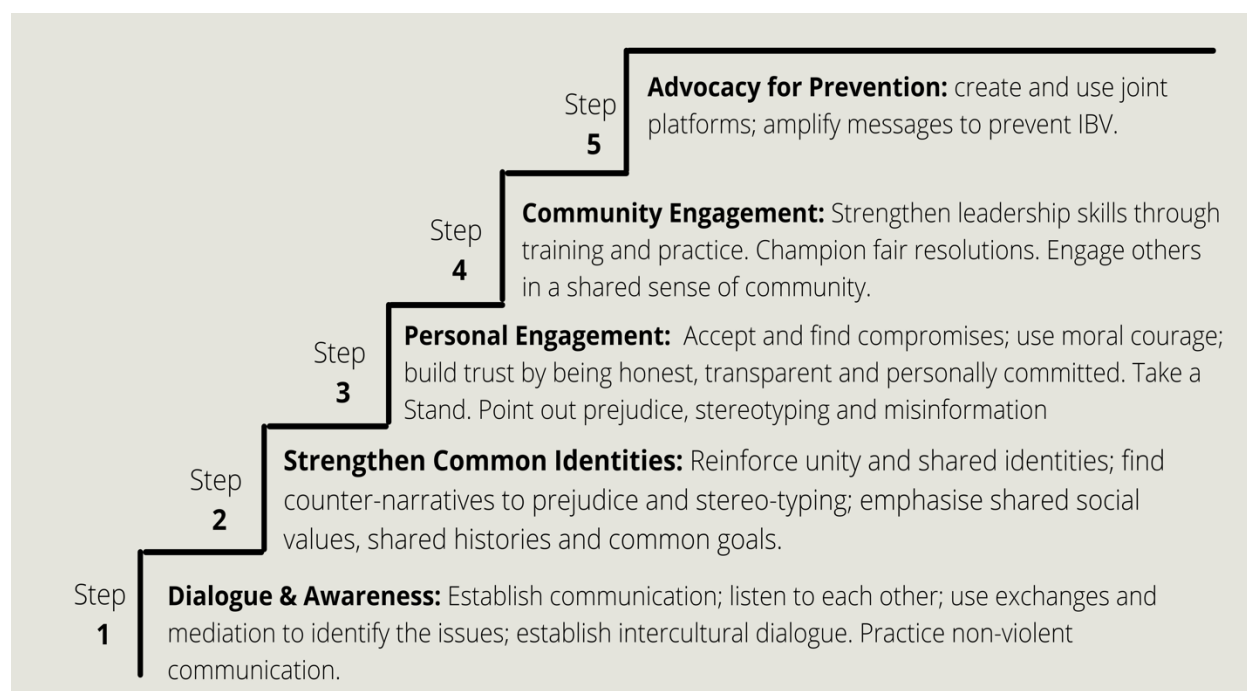 Step
5
Advocacy for Prevention: create and use joint
platforms; amplify messages to prevent IBV.
Step
4
Community Engagement: Strengthen leadership skills through
training and practice. Champion fair resolutions. Engage others
in a shared sense of community.
Step
3
Personal Engagement: Accept and find compromises; use moral courage;
build trust by being honest, transparent and personally committed. Take a
Stand. Point out prejudice, stereotyping and misinformation
Step
2
Strengthen Common Identities: Reinforce unity and shared identities; find
counter-narratives to prejudice and stereo-typing; emphasise shared social
values, shared histories and common goals.
Step
1
Dialogue & Awareness: Establish communication; listen to each other; use exchanges and
mediation to identify the issues; establish intercultural dialogue. Practice non-violent
communication.